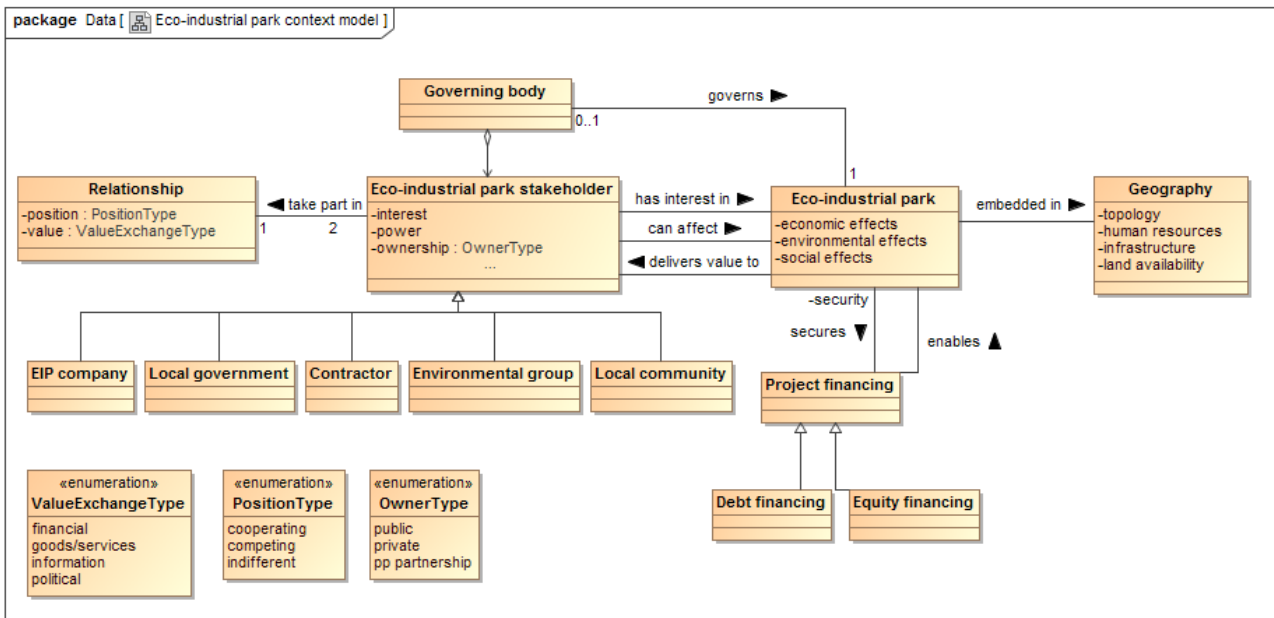 package Data [ Eco-industrial park context model ]
Governing body
governs ▶
0..1
1
Relationship
-position : PositionType
-value : ValueExchangeType
◀ take part in
1
2
Eco-industrial park stakeholder
-interest
-power
-ownership : OwnerType
...
has interest in ▶
can affect ▶
◀ delivers value to
Eco-industrial park
-economic effects
-environmental effects
-social effects
embedded in ▶
Geography
-topology
-human resources
-infrastructure
-land availability
-security
secures ▼
enables ▲
EIP company
Local government
Contractor
Environmental group
Local community
Project financing
Debt financing
Equity financing
«enumeration»
ValueExchangeType
financial
goods/services
information
political
«enumeration»
PositionType
cooperating
competing
indifferent
«enumeration»
OwnerType
public
private
pp partnership